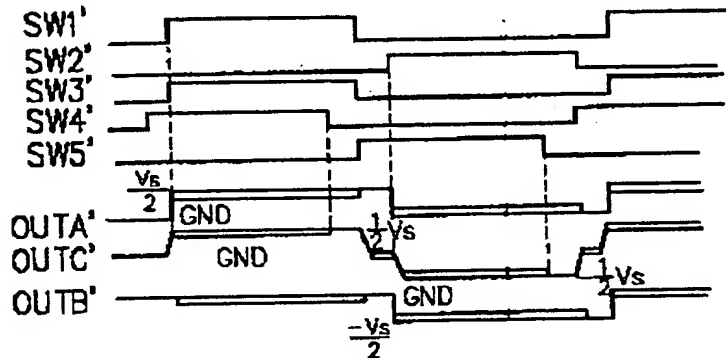 SW1'
SW2'
SW3'
SW4'
SW5'
Vs/2
GND
OUTA'
1/2 Vs
OUTC'
GND
1/2 Vs
GND
OUTB'
-Vs/2